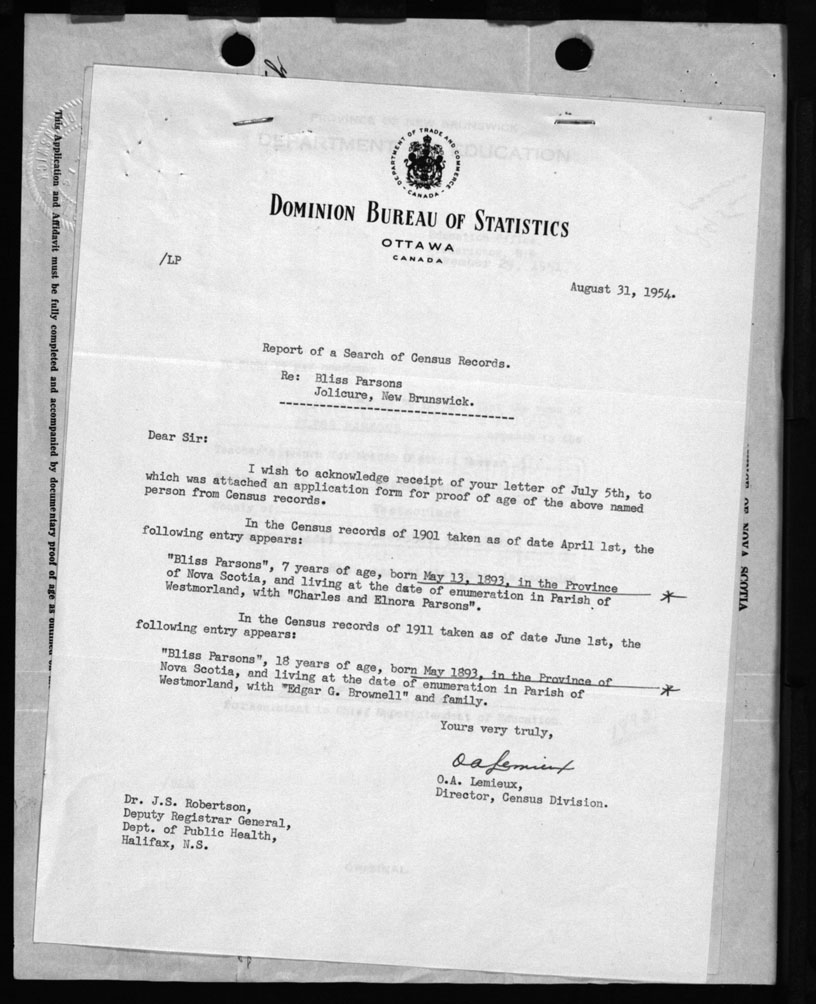 PROVINCE OF NEW BRUNSWICK
DEPARTMENT OF EDUCATION
DEPARTMENT OF TRADE AND COMMERCE
- CANADA -
DOMINION BUREAU OF STATISTICS
OTTAWA
CANADA
/LP
August 31, 1954.
Report of a Search of Census Records.
Re: Bliss Parsons
Jolicure, New Brunswick.
Dear Sir:
I wish to acknowledge receipt of your letter of July 5th, to
which was attached an application form for proof of age of the above named
person from Census records.
In the Census records of 1901 taken as of date April 1st, the
following entry appears:
"Bliss Parsons", 7 years of age, born May 13, 1893, in the Province
of Nova Scotia, and living at the date of enumeration in Parish of
Westmorland, with "Charles and Elnora Parsons".
In the Census records of 1911 taken as of date June 1st, the
following entry appears:
"Bliss Parsons", 18 years of age, born May 1893, in the Province of
Nova Scotia, and living at the date of enumeration in Parish of
Westmorland, with "Edgar G. Brownell" and family.
Yours very truly,
O A Lemieux
O.A. Lemieux,
Director, Census Division.
Dr. J.S. Robertson,
Deputy Registrar General,
Dept. of Public Health,
Halifax, N.S.
ORIGINAL
This Application and Affidavit must be fully completed and accompanied by documentary proof of age as
OF NOVA SCOTIA